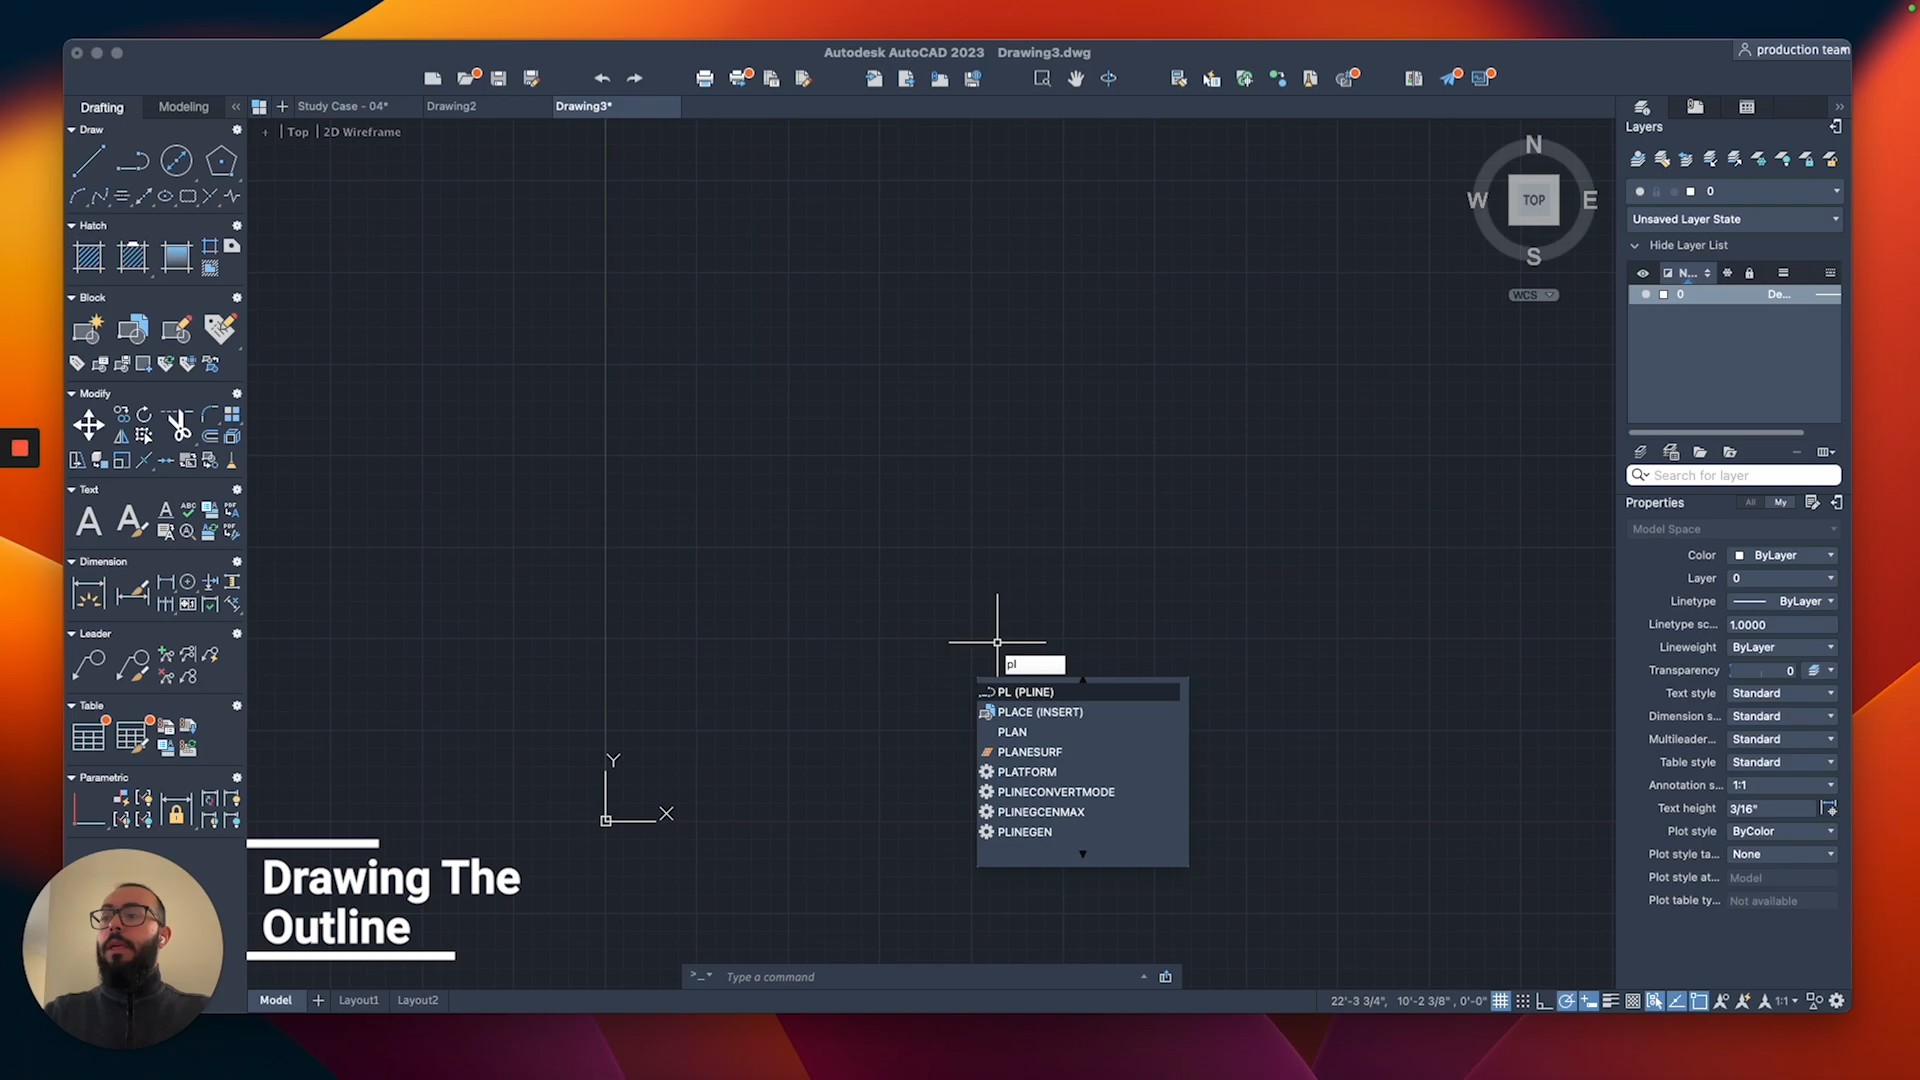 Autodesk AutoCAD 2023 Drawing3.dwg
production team
Drafting
Modeling
Study Case - 04*
Drawing2
Drawing3*
Draw
+ | Top | 2D Wireframe
Hatch
Block
Modify
Text
Dimension
Leader
Table
Parametric
N
W
TOP
E
S
WCS
Y
X
pl
PL (PLINE)
PLACE (INSERT)
PLAN
PLANESURF
PLATFORM
PLINECONVERTMODE
PLINEGCENMAX
PLINEGEN
Drawing The
Outline
Type a command
Model
Layout1
Layout2
22'-3 3/4", 10'-2 3/8" , 0'-0"
1:1
Layers
0
Unsaved Layer State
Hide Layer List
N...
0 De...
Search for layer
Properties
All
My
Model Space
Color ByLayer
Layer 0
Linetype ByLayer
Linetype sc... 1.0000
Lineweight ByLayer
Transparency 0
Text style Standard
Dimension s... Standard
Multileader... Standard
Table style Standard
Annotation s... 1:1
Text height 3/16"
Plot style ByColor
Plot style ta... None
Plot style at... Model
Plot table ty... Not available